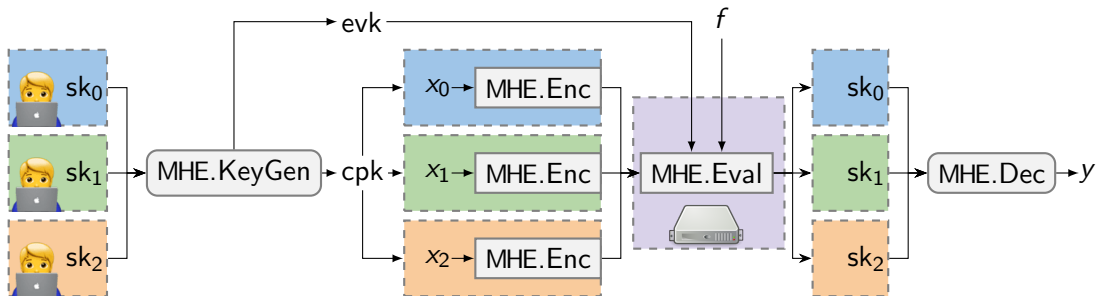 evk
f
sk₀
x₀
MHE.Enc
sk₀
sk₁
MHE.KeyGen
cpk
x₁
MHE.Enc
MHE.Eval
sk₁
MHE.Dec
y
sk₂
x₂
MHE.Enc
sk₂